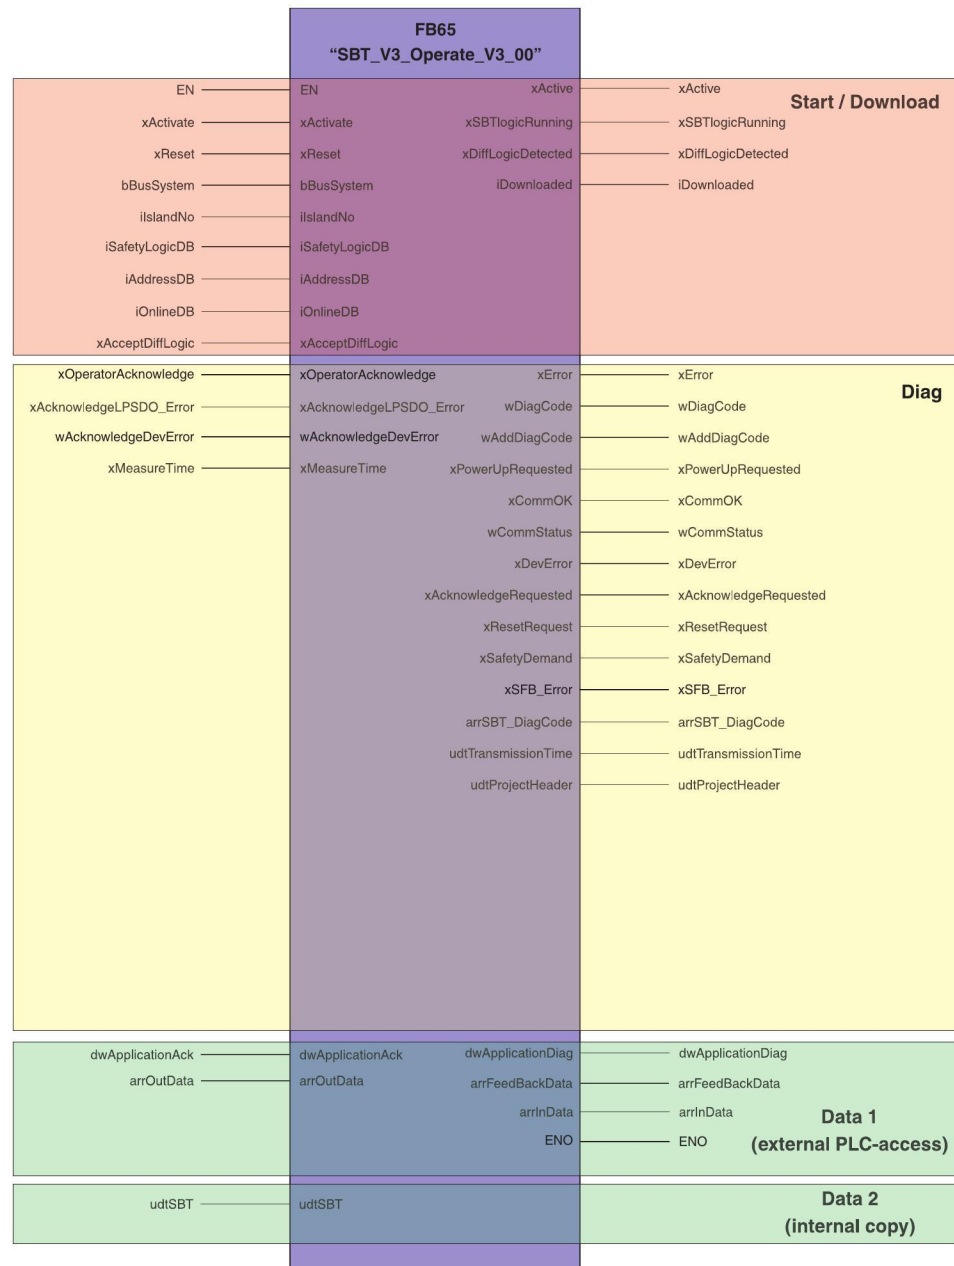 FB65
“SBT_V3_Operate_V3_00”
Start / Download
EN EN xActive xActive
xActivate xActivate xSBTlogicRunning xSBTlogicRunning
xReset xReset xDiffLogicDetected xDiffLogicDetected
bBusSystem bBusSystem iDownloaded iDownloaded
iIslandNo iIslandNo
iSafetyLogicDB iSafetyLogicDB
iAddressDB iAddressDB
iOnlineDB iOnlineDB
xAcceptDiffLogic xAcceptDiffLogic
Diag
xOperatorAcknowledge xOperatorAcknowledge xError xError
xAcknowledgeLPSDO_Error xAcknowledgeLPSDO_Error wDiagCode wDiagCode
wAcknowledgeDevError wAcknowledgeDevError wAddDiagCode wAddDiagCode
xMeasureTime xMeasureTime xPowerUpRequested xPowerUpRequested
xCommOK xCommOK
wCommStatus wCommStatus
xDevError xDevError
xAcknowledgeRequested xAcknowledgeRequested
xResetRequest xResetRequest
xSafetyDemand xSafetyDemand
xSFB_Error xSFB_Error
arrSBT_DiagCode arrSBT_DiagCode
udtTransmissionTime udtTransmissionTime
udtProjectHeader udtProjectHeader
dwApplicationAck dwApplicationAck dwApplicationDiag dwApplicationDiag
arrOutData arrOutData arrFeedBackData arrFeedBackData
arrInData arrInData
ENO ENO
Data 1
(external PLC-access)
udtSBT udtSBT
Data 2
(internal copy)